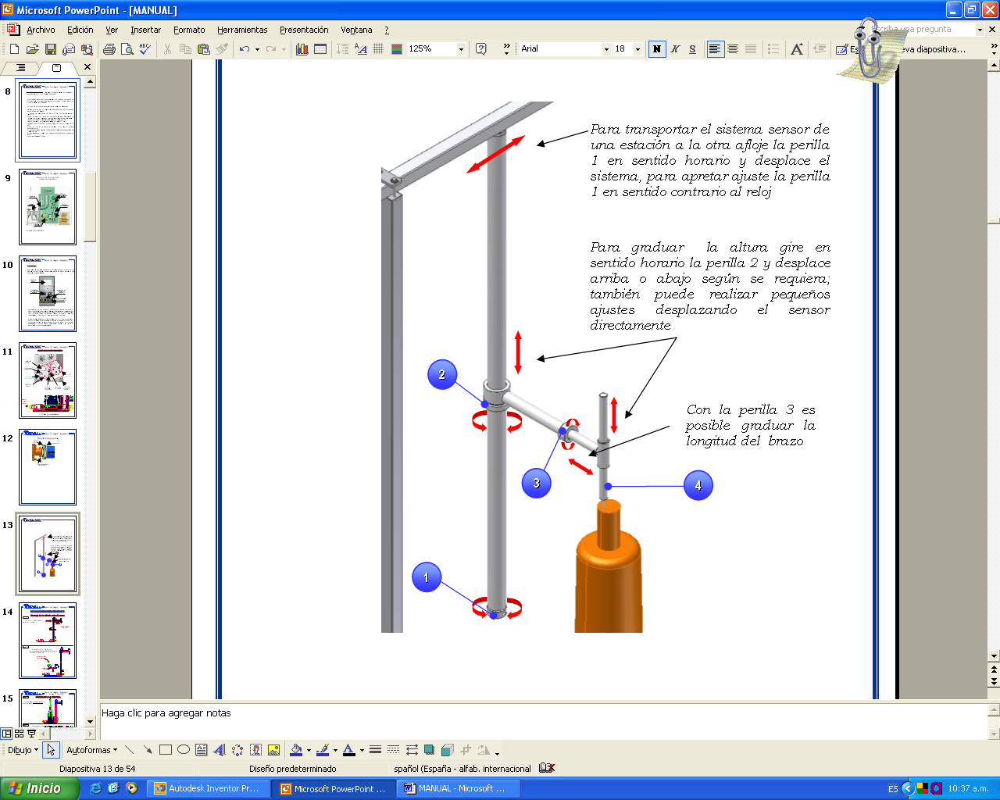 Microsoft PowerPoint - [MANUAL]
Archivo Edición Ver Insertar Formato Herramientas Presentación Ventana ?
125% Arial 18 N K S
8
9
10
11
12
13
14
15
Para transportar el sistema sensor de
una estación a la otra afloje la perilla
1 en sentido horario y desplace el
sistema, para apretar ajuste la perilla
1 en sentido contrario al reloj
Para graduar la altura gire en
sentido horario la perilla 2 y desplace
arriba o abajo según se requiera;
también puede realizar pequeños
ajustes desplazando el sensor
directamente
2
Con la perilla 3 es
posible graduar la
longitud del brazo
3
4
1
Haga clic para agregar notas
Dibujo Autoformas
Diapositiva 13 de 54 Diseño predeterminado spañol (España - alfab. internacional
Inicio Autodesk Inventor Pr... Microsoft PowerPoint ... MANUAL - Microsoft ... ES 10:37 a.m.